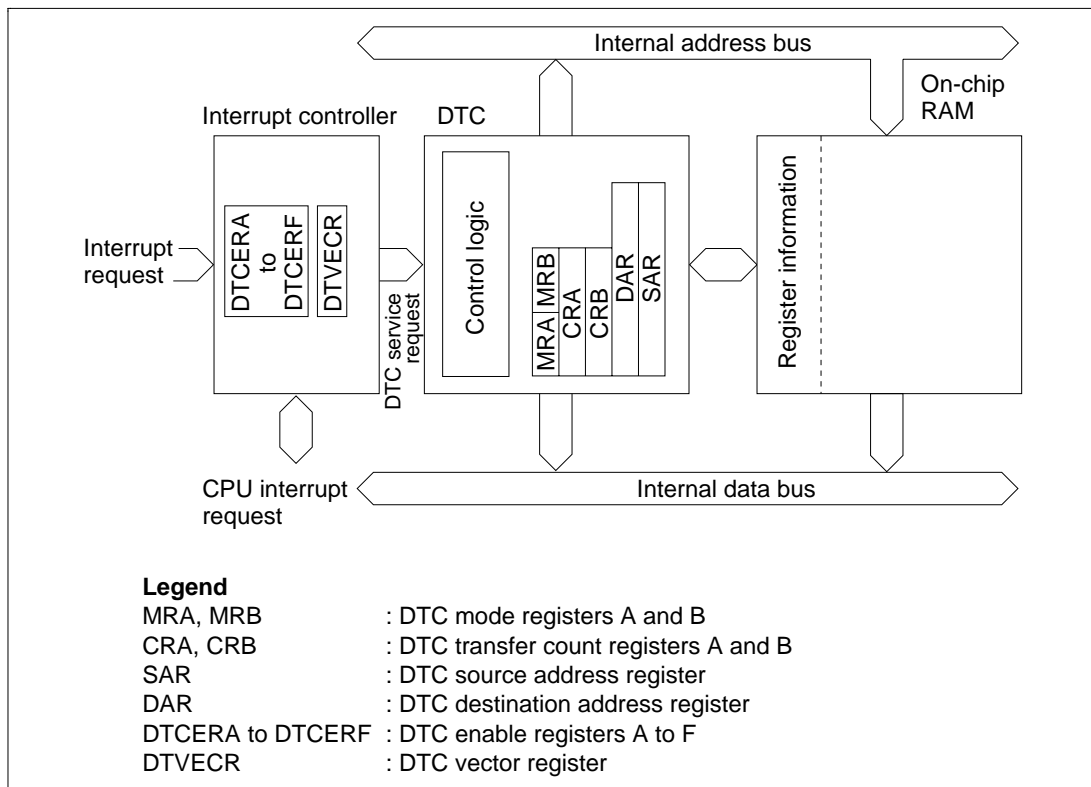 Internal address bus
On-chip
RAM
Interrupt controller
DTC
Interrupt
request
DTCERA
to
DTCERF
DTVECR
DTC service
request
Control logic
MRA
MRB
CRA
CRB
DAR
SAR
Register information
CPU interrupt
request
Internal data bus
Legend
MRA, MRB : DTC mode registers A and B
CRA, CRB : DTC transfer count registers A and B
SAR : DTC source address register
DAR : DTC destination address register
DTCERA to DTCERF : DTC enable registers A to F
DTVECR : DTC vector register